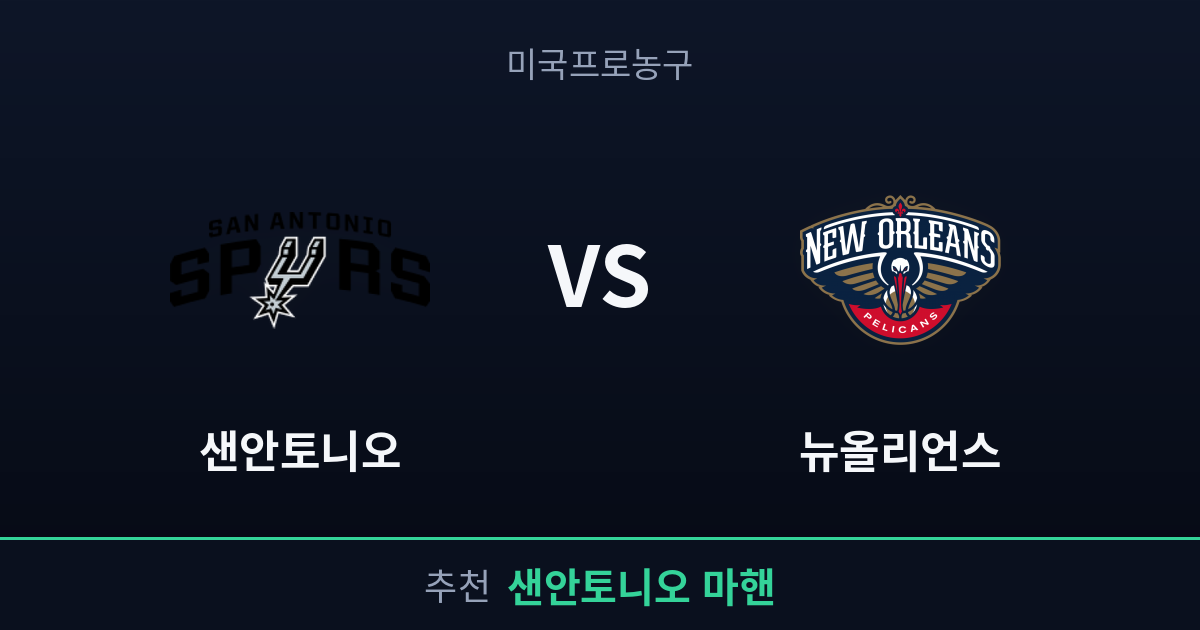 미국프로농구
SAN ANTONIO
SPURS
VS
NEW ORLEANS
PELICANS
샌안토니오
뉴올리언스
추천 샌안토니오 마핸